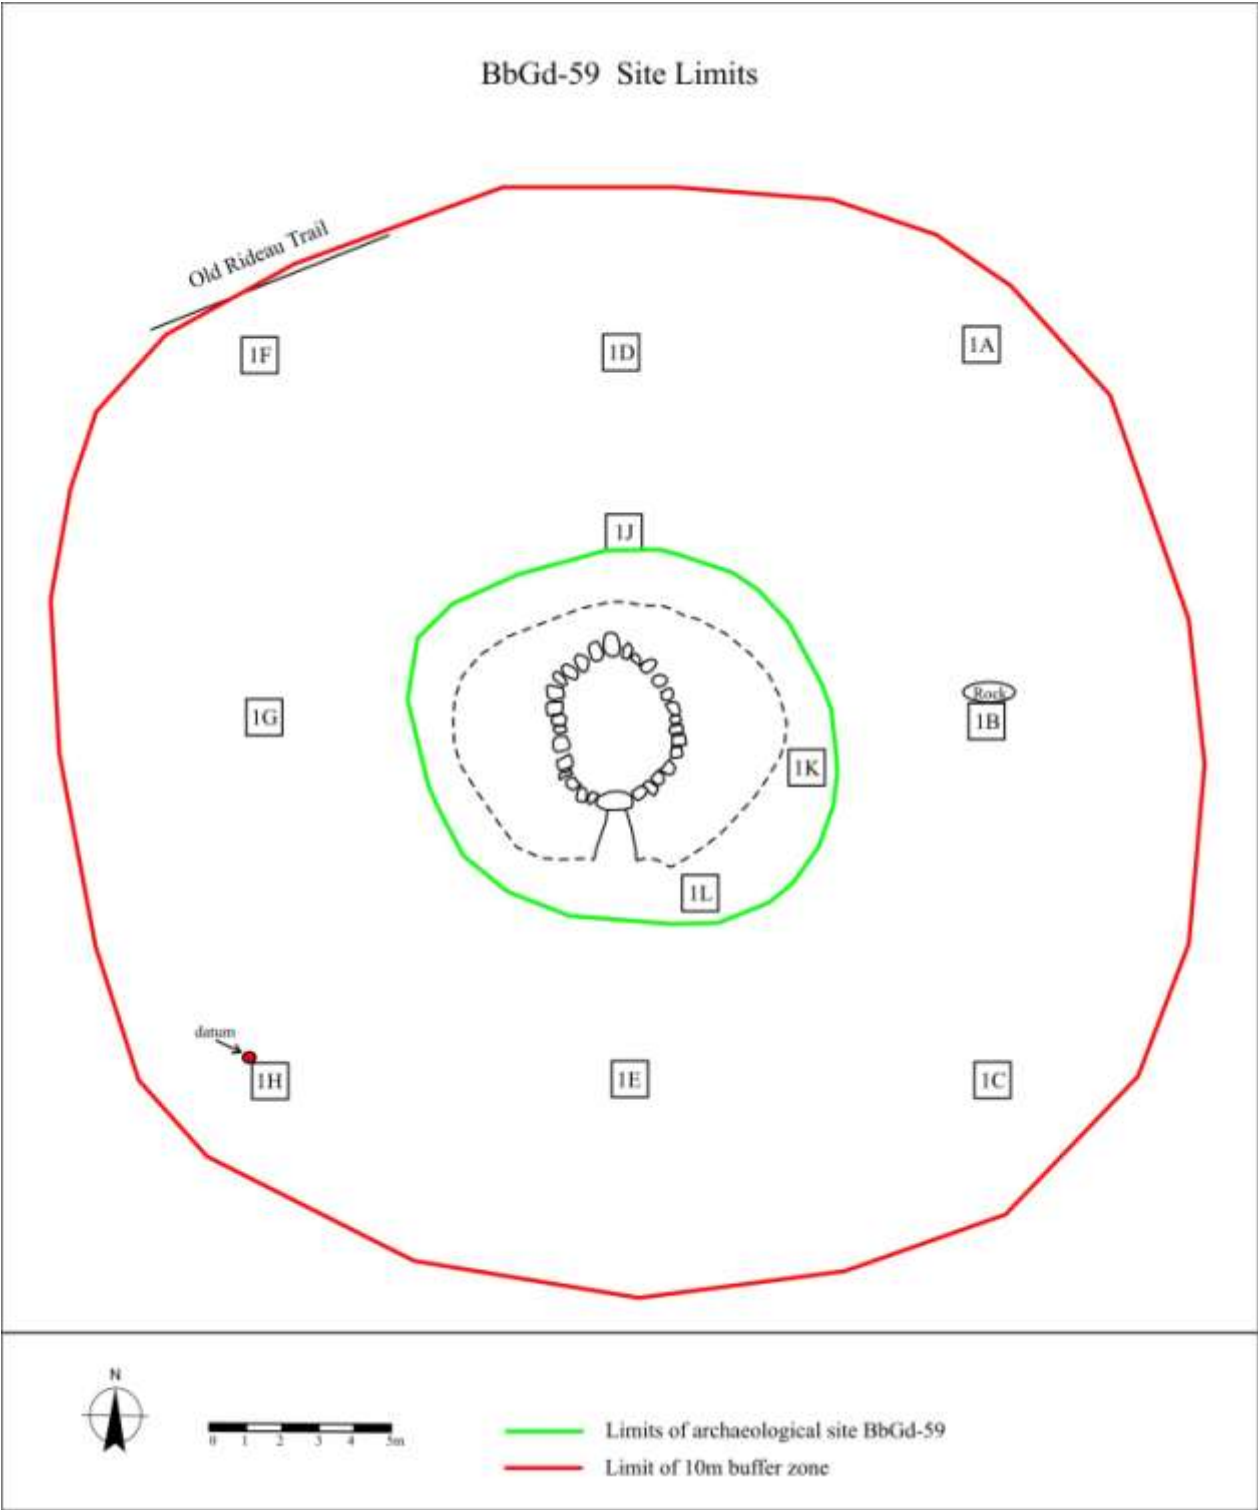 BbGd-59 Site Limits
Old Rideau Trail
1F
1D
1A
1J
Rock
1G
1B
1K
1L
datum
1H
1E
1C
N
0 1 2 3 4 5m
Limits of archaeological site BbGd-59
Limit of 10m buffer zone